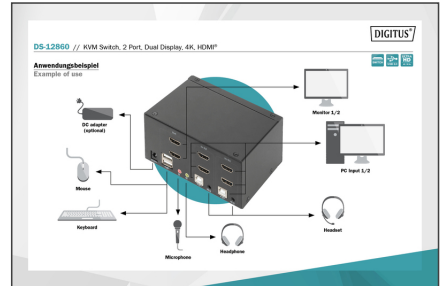 DIGITUS®
DS-12860 // KVM Switch, 2 Port, Dual Display, 4K, HDMI®
Anwendungsbeispiel
Example of use
DC adapter
(optional)
Monitor 1/2
PC Input 1/2
Mouse
Keyboard
Microphone
Headphone
Headset